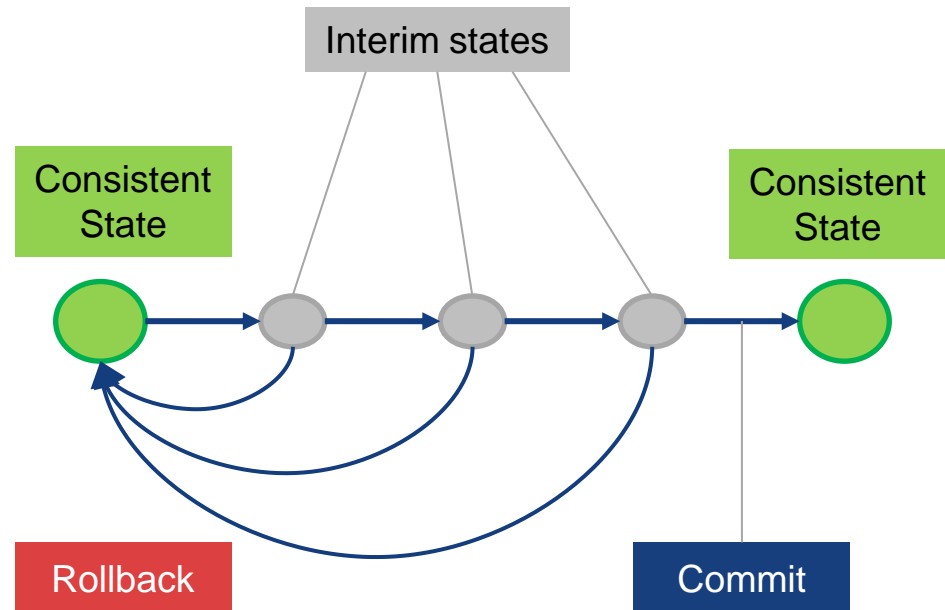 Interim states
Consistent
State
Consistent
State
Rollback
Commit